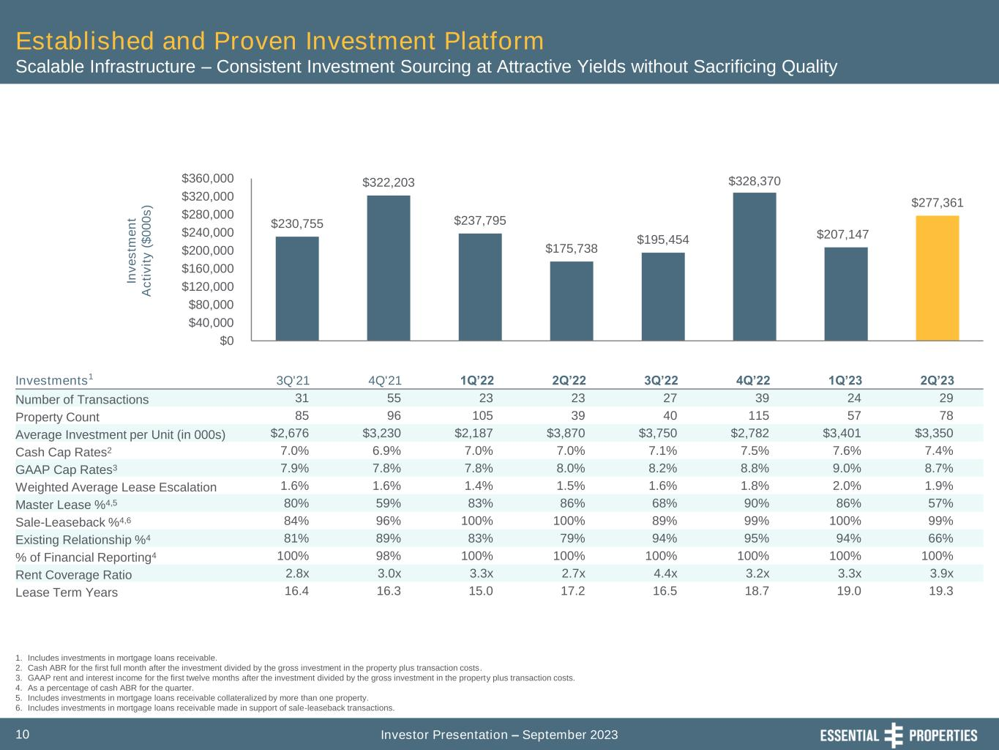 Established and Proven Investment Platform
Scalable Infrastructure – Consistent Investment Sourcing at Attractive Yields without Sacrificing Quality
Investment
Activity ($000s)
$360,000
$320,000
$280,000
$240,000
$200,000
$160,000
$120,000
$80,000
$40,000
$0
$230,755
$322,203
$237,795
$175,738
$195,454
$328,370
$207,147
$277,361
Investments1 3Q'21 4Q'21 1Q’22 2Q’22 3Q’22 4Q’22 1Q’23 2Q’23
Number of Transactions 31 55 23 23 27 39 24 29
Property Count 85 96 105 39 40 115 57 78
Average Investment per Unit (in 000s) $2,676 $3,230 $2,187 $3,870 $3,750 $2,782 $3,401 $3,350
Cash Cap Rates2 7.0% 6.9% 7.0% 7.0% 7.1% 7.5% 7.6% 7.4%
GAAP Cap Rates3 7.9% 7.8% 7.8% 8.0% 8.2% 8.8% 9.0% 8.7%
Weighted Average Lease Escalation 1.6% 1.6% 1.4% 1.5% 1.6% 1.8% 2.0% 1.9%
Master Lease %4,5 80% 59% 83% 86% 68% 90% 86% 57%
Sale-Leaseback %4,6 84% 96% 100% 100% 89% 99% 100% 99%
Existing Relationship %4 81% 89% 83% 79% 94% 95% 94% 66%
% of Financial Reporting4 100% 98% 100% 100% 100% 100% 100% 100%
Rent Coverage Ratio 2.8x 3.0x 3.3x 2.7x 4.4x 3.2x 3.3x 3.9x
Lease Term Years 16.4 16.3 15.0 17.2 16.5 18.7 19.0 19.3
1. Includes investments in mortgage loans receivable.
2. Cash ABR for the first full month after the investment divided by the gross investment in the property plus transaction costs.
3. GAAP rent and interest income for the first twelve months after the investment divided by the gross investment in the property plus transaction costs.
4. As a percentage of cash ABR for the quarter.
5. Includes investments in mortgage loans receivable collateralized by more than one property.
6. Includes investments in mortgage loans receivable made in support of sale-leaseback transactions.
10 Investor Presentation – September 2023 ESSENTIAL PROPERTIES